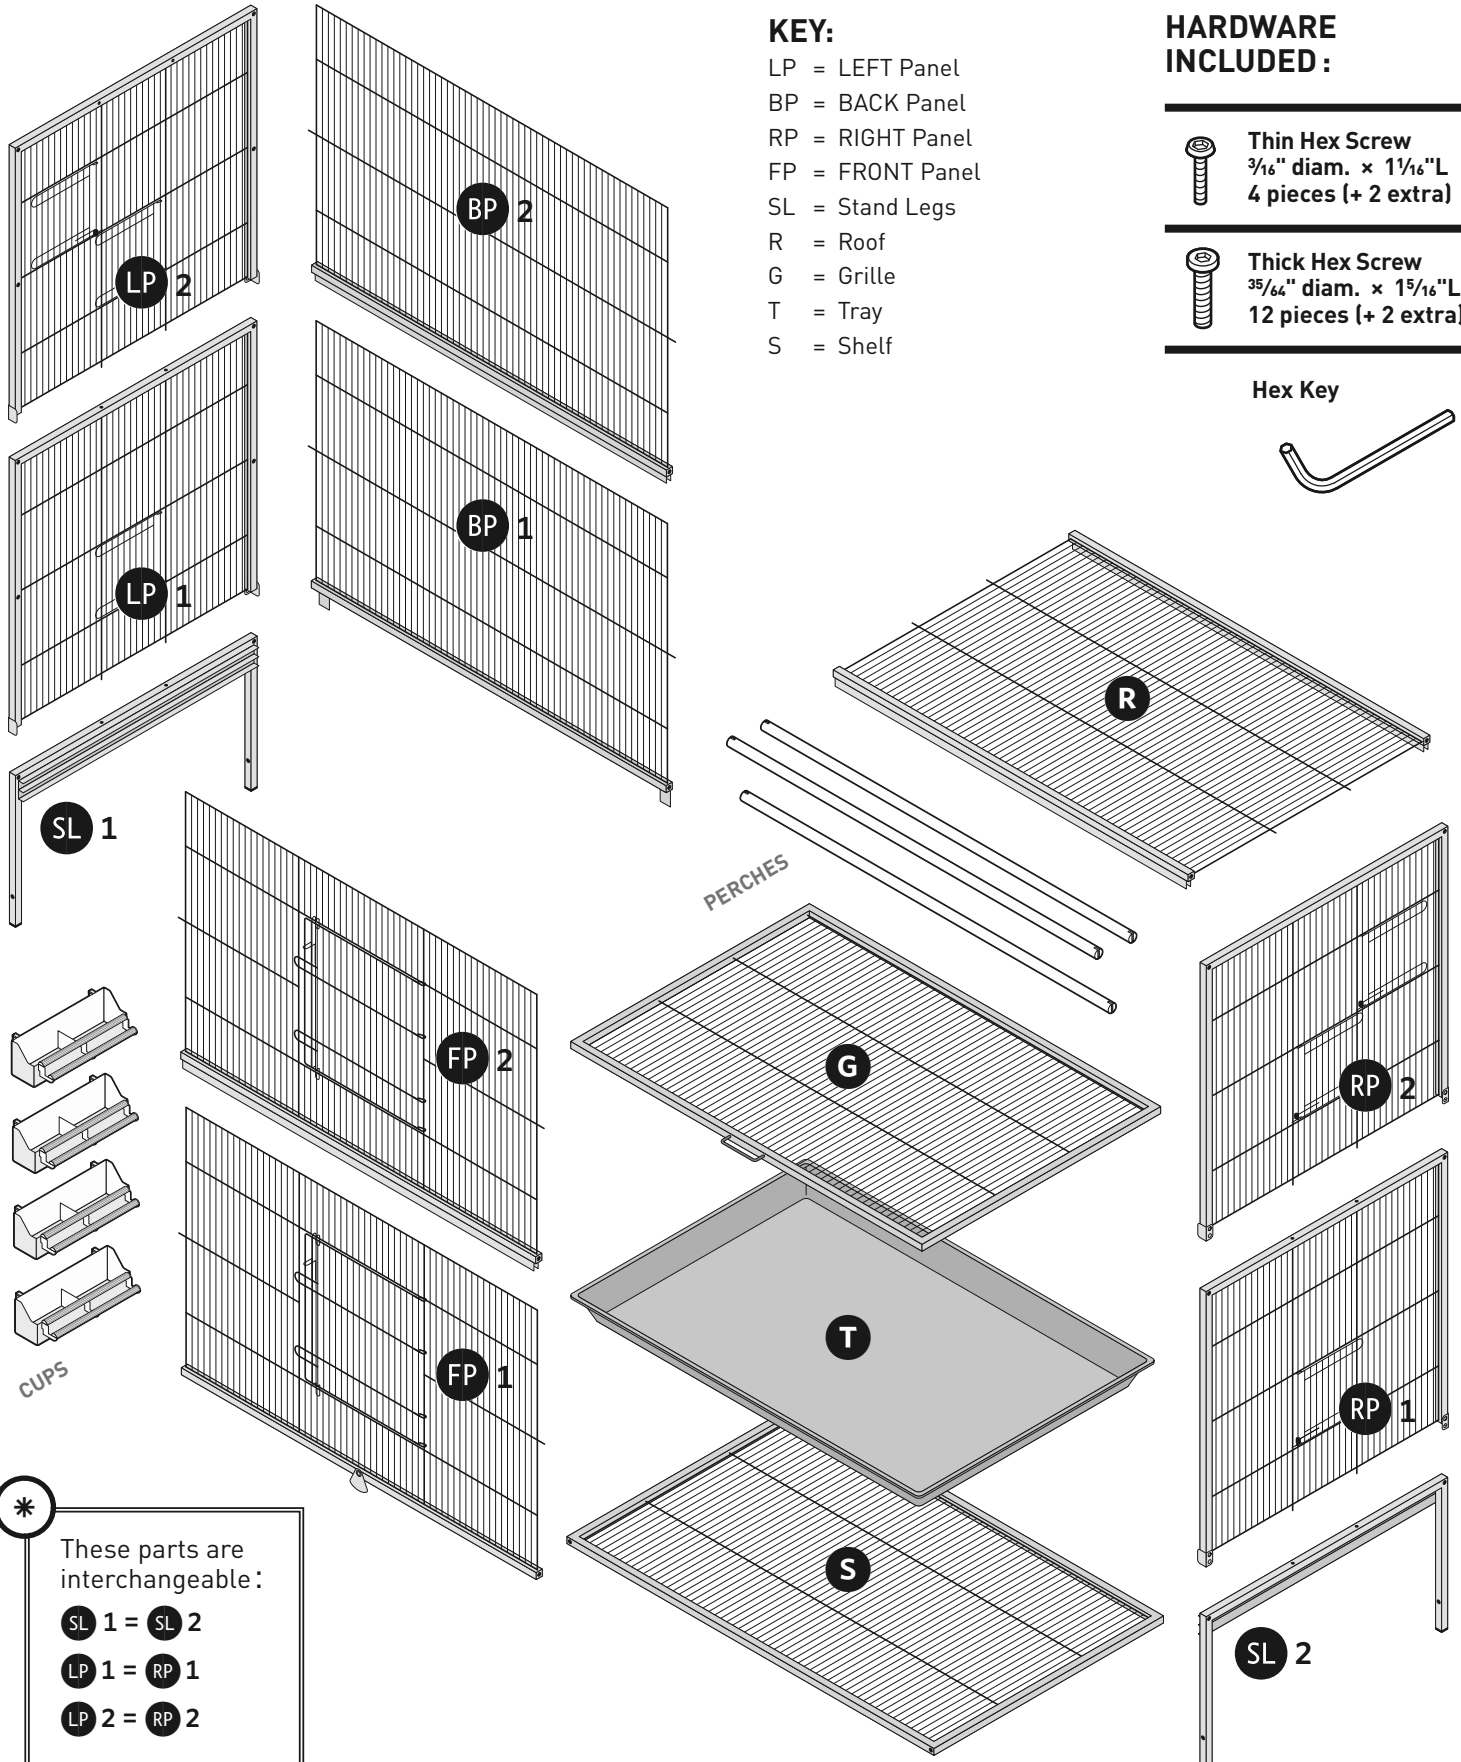 KEY:
LP = LEFT Panel
BP = BACK Panel
RP = RIGHT Panel
FP = FRONT Panel
SL = Stand Legs
R = Roof
G = Grille
T = Tray
S = Shelf
HARDWARE
INCLUDED:
Thin Hex Screw
3/16" diam. × 1 1/16"L
4 pieces (+ 2 extra)
Thick Hex Screw
35/64" diam. × 1 5/16"L
12 pieces (+ 2 extra)
Hex Key
LP 2
BP 2
LP 1
BP 1
SL 1
R
PERCHES
FP 2
G
RP 2
CUPS
FP 1
T
RP 1
S
SL 2
*
These parts are
interchangeable:
SL 1 = SL 2
LP 1 = RP 1
LP 2 = RP 2